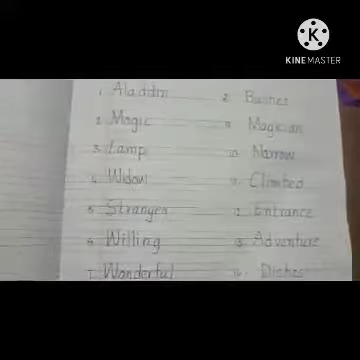 KINEMASTER
1 Aladdin
2 Magic
3 Lamp
4 Widow
5 Stranger
6 Willing
7 Wonderful
8 Bushes
9 Magician
10 Narrow
11 Climbed
12 Entrance
13 Adventure
14 Dishes